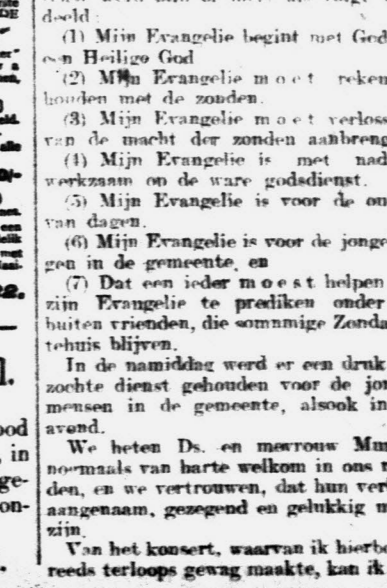 deeld:
(1) Mijn Evangelie begint met God
een Heilige God
(2) Mijn Evangelie moet reken
houden met de zonden.
(3) Mijn Evangelie moet verloss
van de macht der zonden aanbreng
(4) Mijn Evangelie is met nad
werkzaam op de ware godsdienst.
(5) Mijn Evangelie is voor de on
van dagen.
(6) Mijn Evangelie is voor de jonge
gen in de gemeente, en
(7) Dat een ieder moest helpen
zijn Evangelie te prediken onder
buiten vrienden, die somnmige Zonda
tehuis blijven.
In de namiddag werd er een druk
zochte dienst gehouden voor de jon
mensen in de gemeente, alsook in
avond.
We heten Ds. en mevrouw
nogmaals van harte welkom in ons
den, en we vertrouwen, dat hun ver
aangenaam, gezegend en gelukkig
zijn.
Van het konsert, waarvan ik hierbo
reeds terloops gewag maakte, kan ik